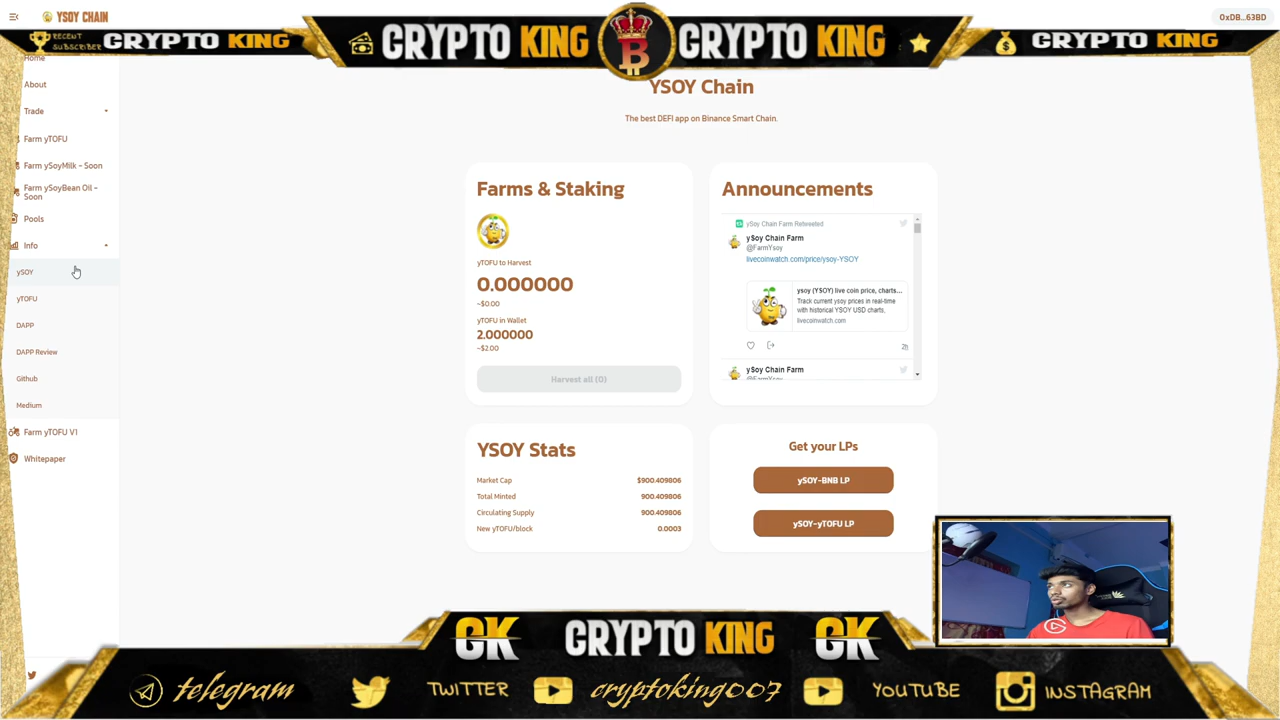 YSOY CHAIN
0xDB...63BD
RECENT
SUBSCRIBER
CRYPTO KING
CRYPTO KING
CRYPTO KING
CRYPTO KING
Home
About
Trade
Farm yTOFU
Farm ySoyMilk - Soon
Farm ySoyBean Oil -
Soon
Pools
Info
ySOY
yTOFU
DAPP
DAPP Review
Github
Medium
Farm yTOFU V1
Whitepaper
YSOY Chain
The best DEFI app on Binance Smart Chain.
Farms & Staking
yTOFU to Harvest
0.000000
~$0.00
yTOFU in Wallet
2.000000
~$2.00
Harvest all (0)
Announcements
ySoy Chain Farm Retweeted
ySoy Chain Farm
@FarmYsoy
livecoinwatch.com/price/ysoy-YSOY
ysoy (YSOY) live coin price, charts...
Track current ysoy prices in real-time
with historical YSOY USD charts.
livecoinwatch.com
ySoy Chain Farm
@FarmYsoy
YSOY Stats
Market Cap $900.409806
Total Minted 900.409806
Circulating Supply 900.409806
New yTOFU/block 0.0003
Get your LPs
ySOY-BNB LP
ySOY-yTOFU LP
GK CRYPTO KING GK
telegram
TWITTER
cryptoking007
YOUTUBE
INSTAGRAM